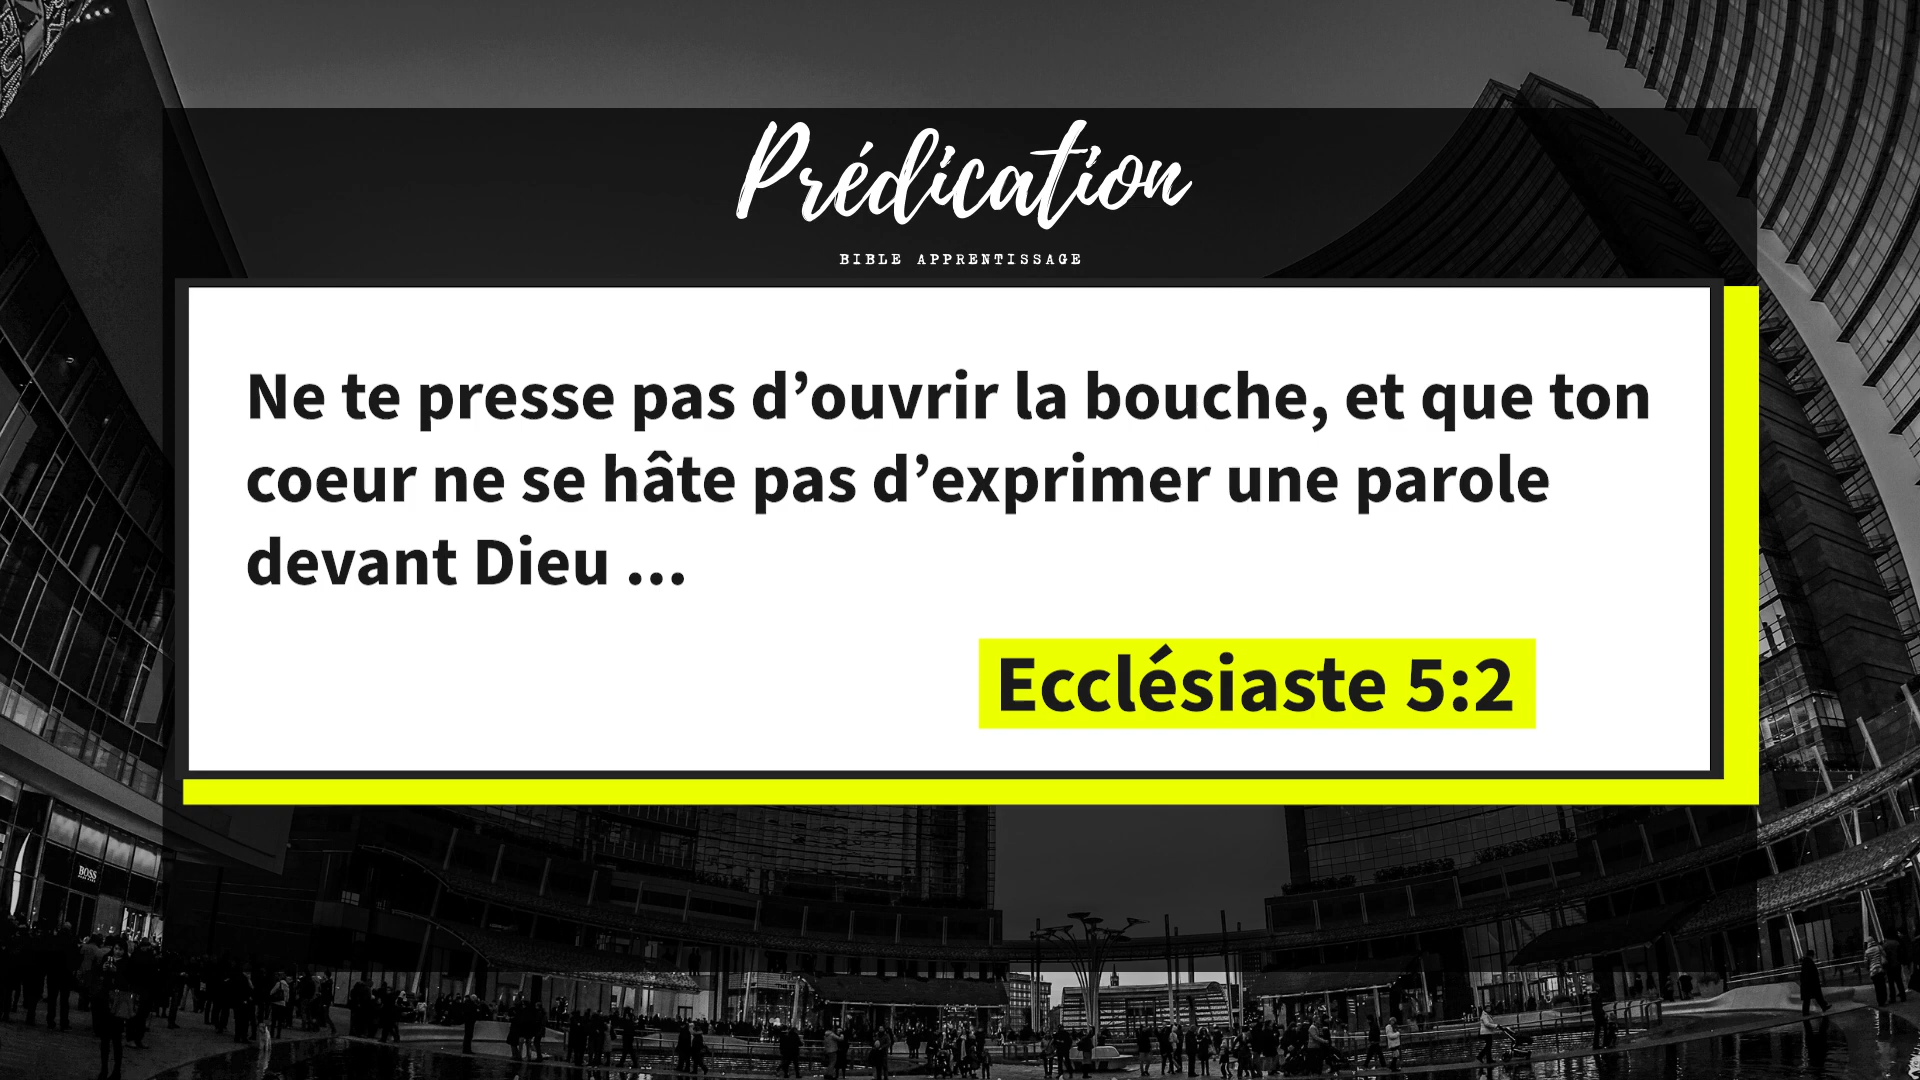 Prédication
BIBLE APPRENTISSAGE
Ne te presse pas d’ouvrir la bouche, et que ton
coeur ne se hâte pas d’exprimer une parole
devant Dieu ...
Ecclésiaste 5:2
BOSS